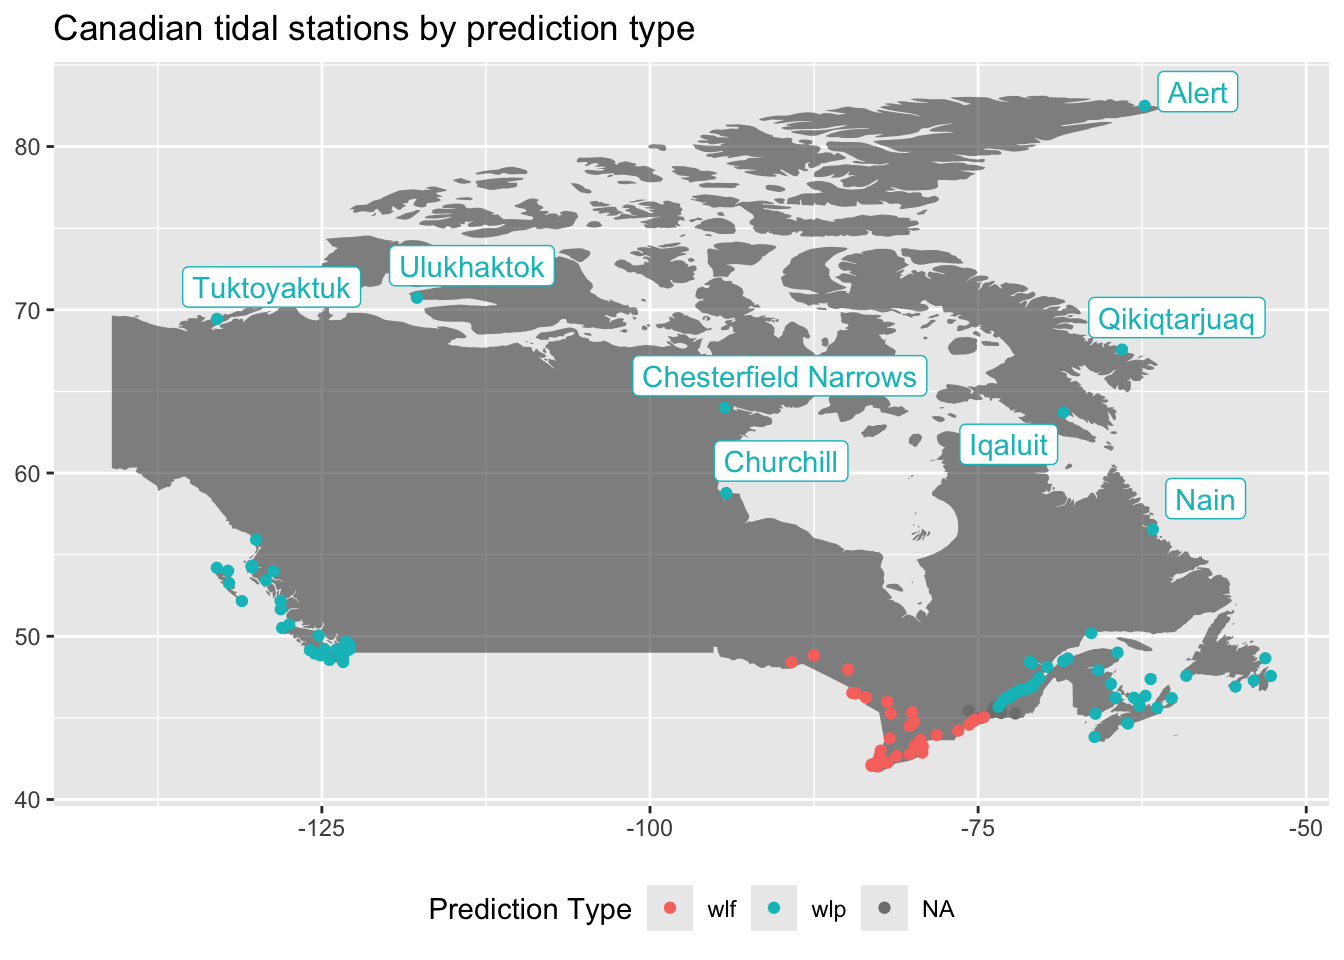 Canadian tidal stations by prediction type
Alert
80
Ulukhaktok
Tuktoyaktuk
70
Qikiqtarjuaq
Chesterfield Narrows
Iqaluit
Churchill
60
Nain
50
40
-125
-100
-75
-50
Prediction Type
wlf
wlp
NA